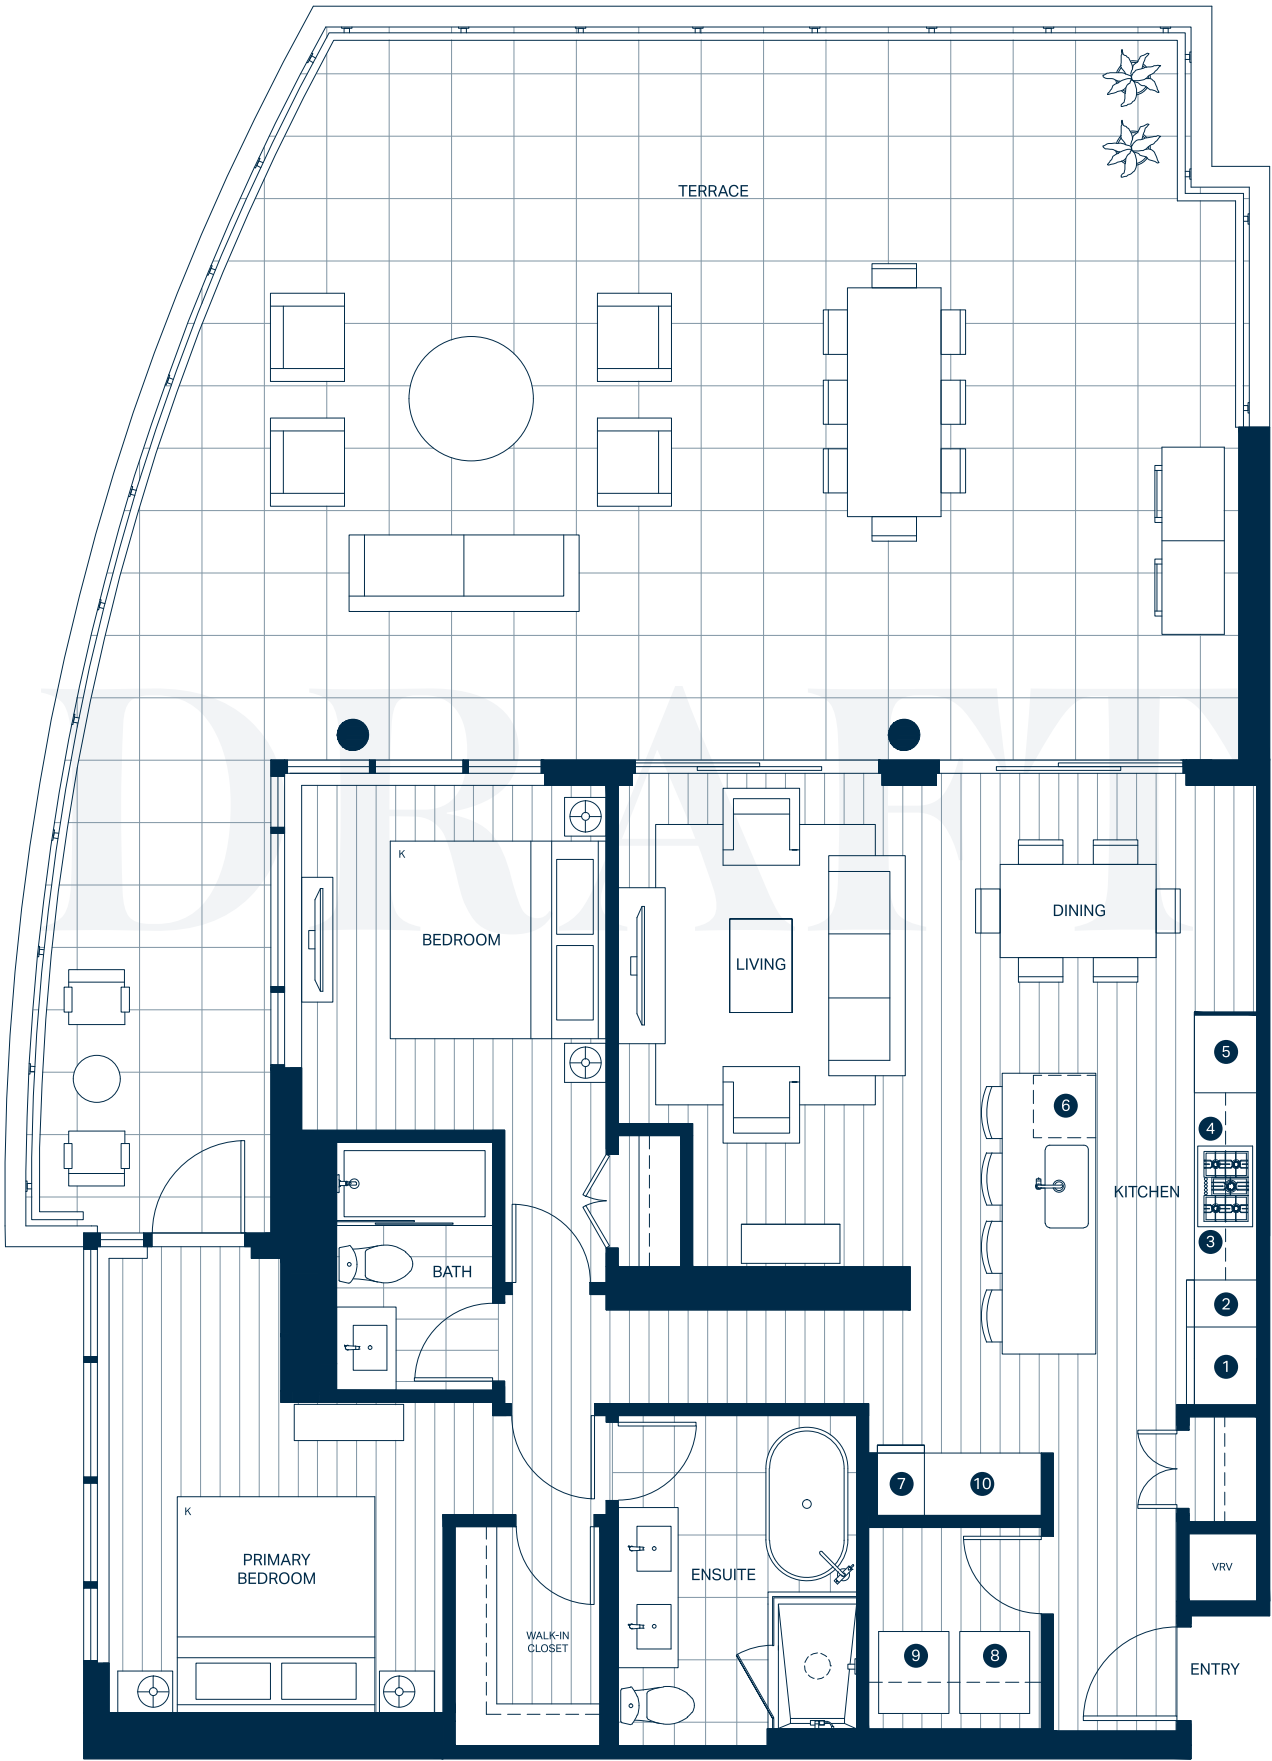 TERRACE
DRAFT
K
BEDROOM
LIVING
DINING
5
6
4
KITCHEN
3
2
1
BATH
7
10
K
PRIMARY
BEDROOM
ENSUITE
VRV
WALK-IN
CLOSET
9
8
ENTRY